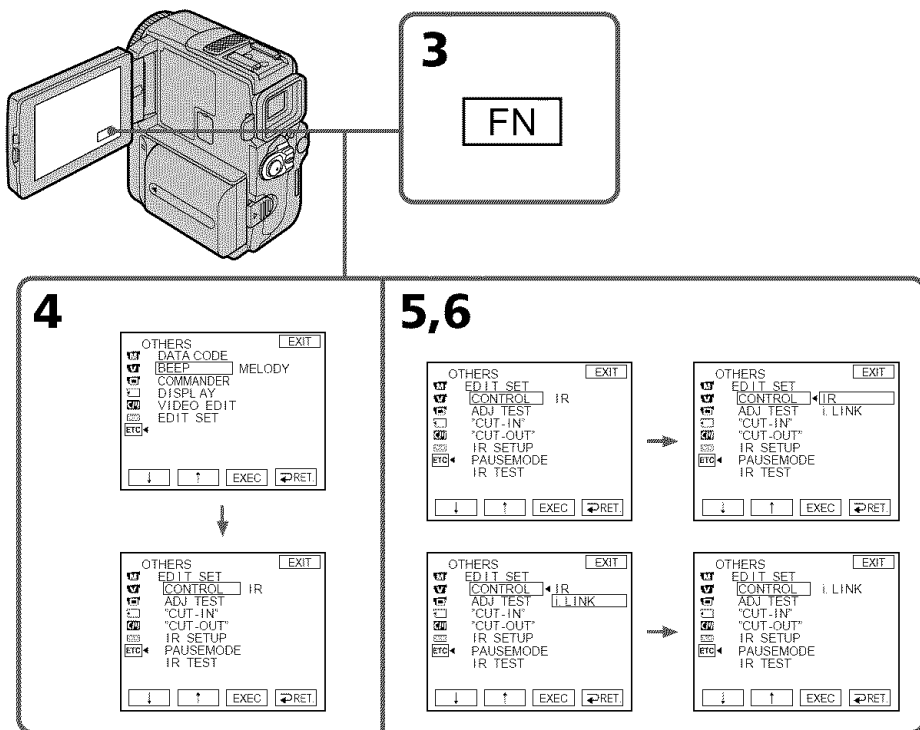 3
FN
4
OTHERS EXIT
DATA CODE
BEEP MELODY
COMMANDER
DISPLAY
VIDEO EDIT
EDIT SET
ETC
↓ ↑ EXEC RET.
OTHERS EXIT
EDIT SET
CONTROL IR
ADJ TEST
"CUT-IN"
"CUT-OUT"
IR SETUP
ETC PAUSEMODE
IR TEST
↓ ↑ EXEC RET.
5,6
OTHERS EXIT
EDIT SET
CONTROL IR
ADJ TEST
"CUT-IN"
"CUT-OUT"
IR SETUP
ETC PAUSEMODE
IR TEST
↓ ↑ EXEC RET.
OTHERS EXIT
EDIT SET
CONTROL IR
ADJ TEST i.LINK
"CUT-IN"
"CUT-OUT"
IR SETUP
ETC PAUSEMODE
IR TEST
↓ ↑ EXEC RET.
OTHERS EXIT
EDIT SET
CONTROL IR
ADJ TEST i.LINK
"CUT-IN"
"CUT-OUT"
IR SETUP
ETC PAUSEMODE
IR TEST
↓ ↑ EXEC RET.
OTHERS EXIT
EDIT SET
CONTROL i.LINK
ADJ TEST
"CUT-IN"
"CUT-OUT"
IR SETUP
ETC PAUSEMODE
IR TEST
↓ ↑ EXEC RET.